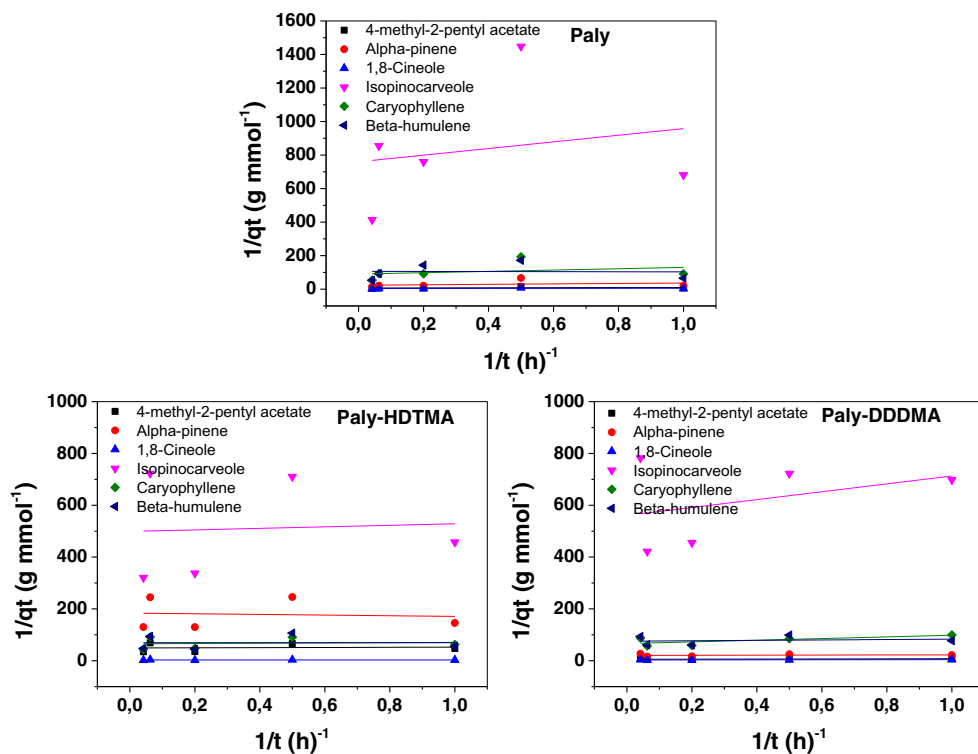 Paly
4-methyl-2-pentyl acetate
Alpha-pinene
1,8-Cineole
Isopinocarveole
Caryophyllene
Beta-humulene
1600
1400
1200
1000
800
600
400
200
0
1/qt (g mmol⁻¹)
0,0 0,2 0,4 0,6 0,8 1,0
1/t (h)⁻¹
Paly-HDTMA
4-methyl-2-pentyl acetate
Alpha-pinene
1,8-Cineole
Isopinocarveole
Caryophyllene
Beta-humulene
1000
800
600
400
200
0
1/qt (g mmol⁻¹)
0,0 0,2 0,4 0,6 0,8 1,0
1/t (h)⁻¹
Paly-DDDMA
4-methyl-2-pentyl acetate
Alpha-pinene
1,8-Cineole
Isopinocarveole
Caryophyllene
Beta-humulene
1000
800
600
400
200
0
1/qt (g mmol⁻¹)
0,0 0,2 0,4 0,6 0,8 1,0
1/t (h)⁻¹